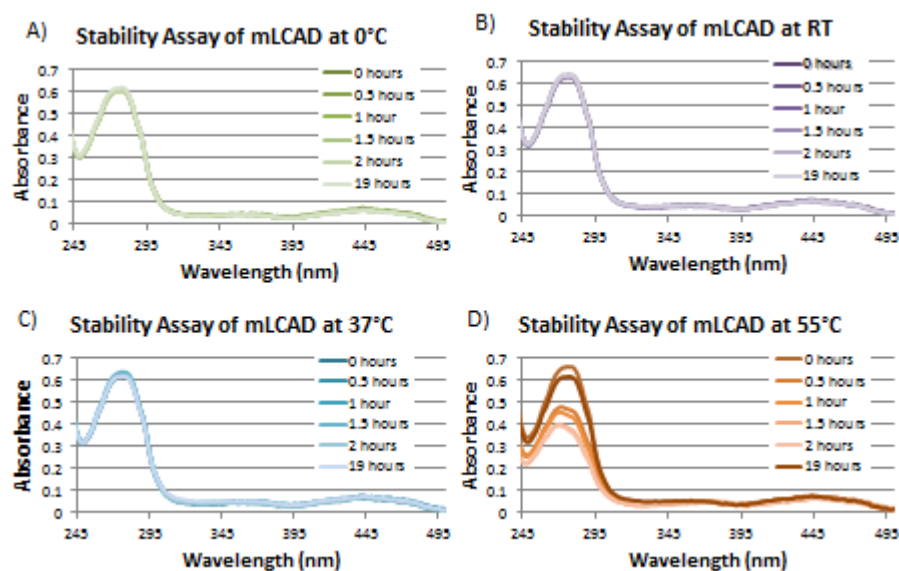 A) Stability Assay of mLCAD at 0°C
Absorbance
0.7
0.6
0.5
0.4
0.3
0.2
0.1
0
245 295 345 395 445 495
Wavelength (nm)
0 hours
0.5 hours
1 hour
1.5 hours
2 hours
19 hours
B) Stability Assay of mLCAD at RT
Absorbance
0.7
0.6
0.5
0.4
0.3
0.2
0.1
0
245 295 345 395 445 495
Wavelength (nm)
0 hours
0.5 hours
1 hour
1.5 hours
2 hours
19 hours
C) Stability Assay of mLCAD at 37°C
Absorbance
0.7
0.6
0.5
0.4
0.3
0.2
0.1
0
245 295 345 395 445 495
Wavelength (nm)
0 hours
0.5 hours
1 hour
1.5 hours
2 hours
19 hours
D) Stability Assay of mLCAD at 55°C
Absorbance
0.7
0.6
0.5
0.4
0.3
0.2
0.1
0
245 295 345 395 445 495
Wavelength (nm)
0 hours
0.5 hours
1 hour
1.5 hours
2 hours
19 hours